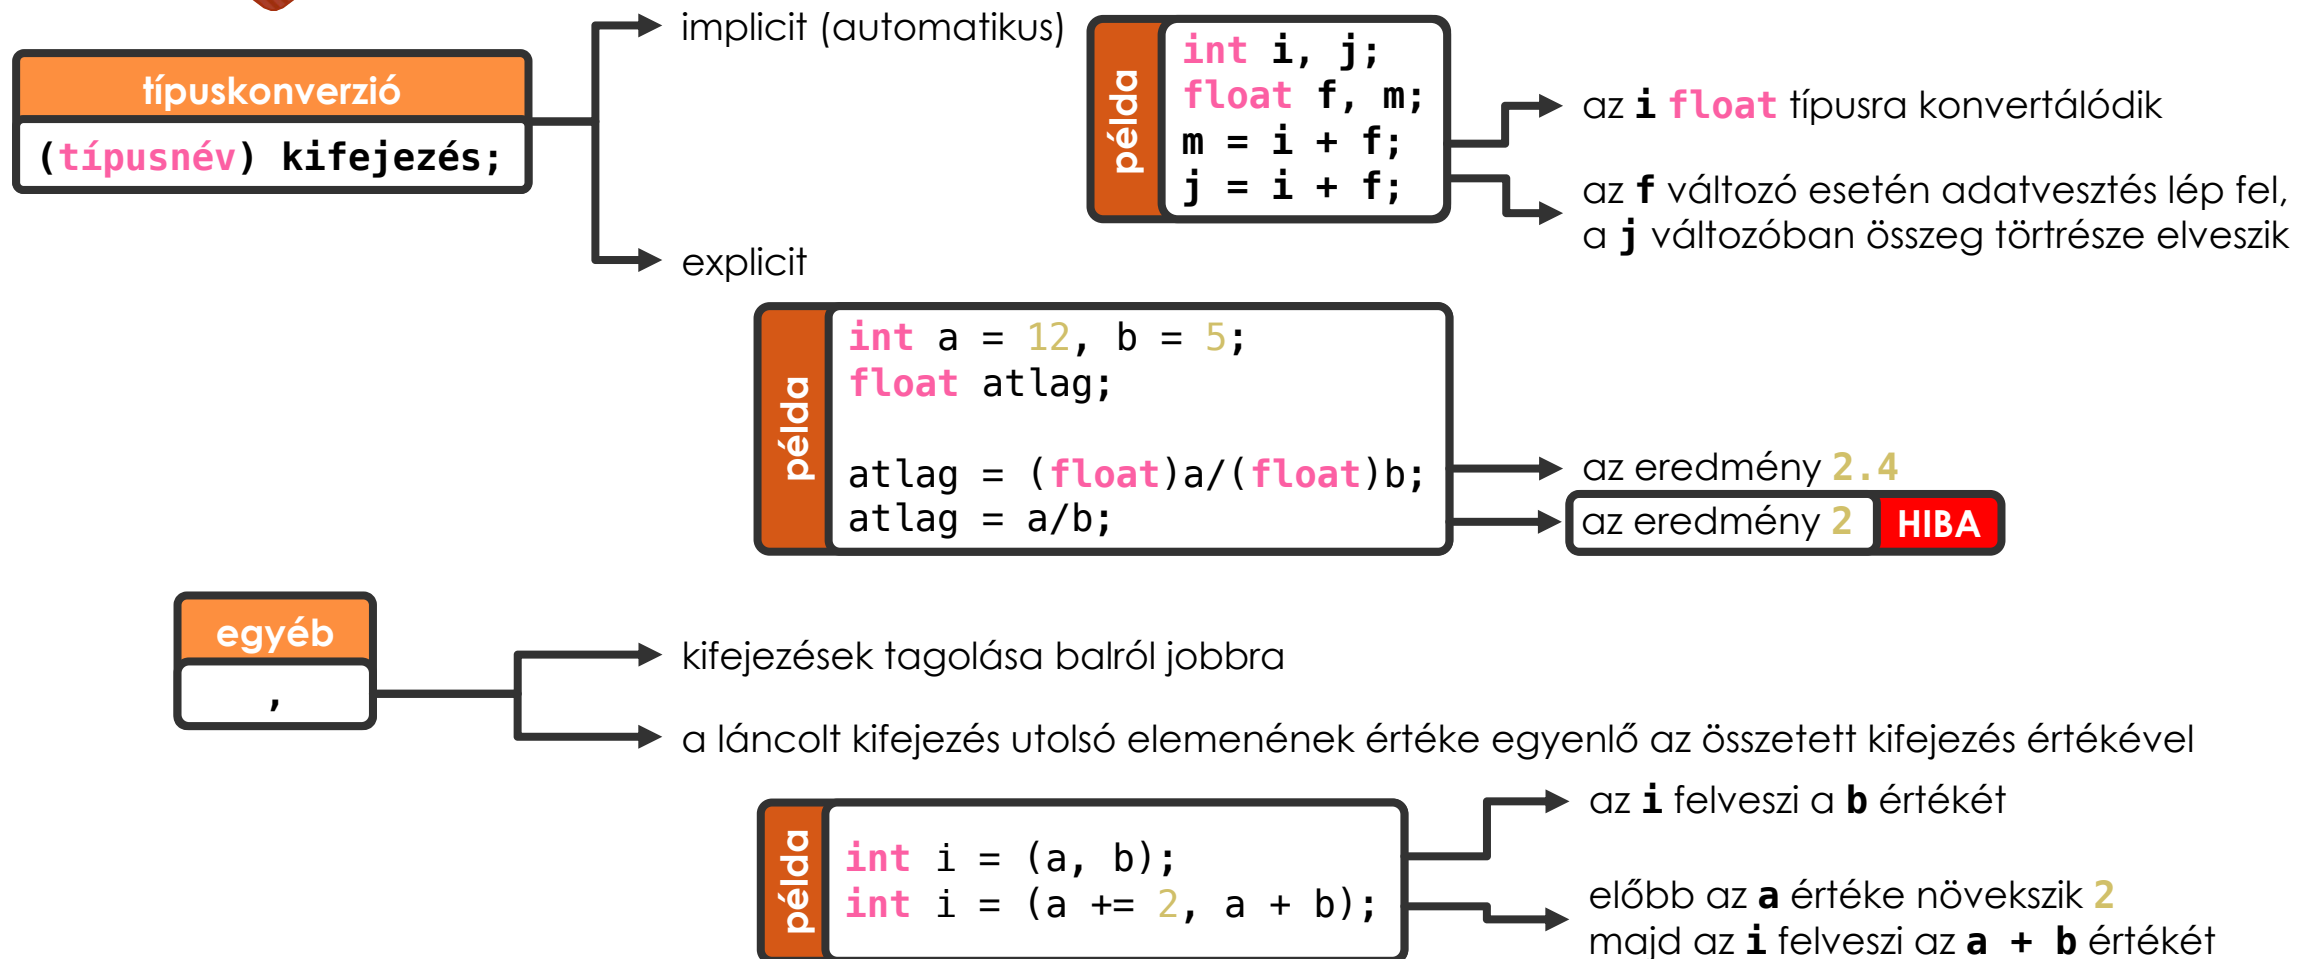 típuskonverzió
(típusnév) kifejezés;
implicit (automatikus)
explicit
példa
int i, j;
float f, m;
m = i + f;
j = i + f;
az i float típusra konvertálódik
az f változó esetén adatvesztés lép fel,
a j változóban összeg törtrésze elveszik
példa
int a = 12, b = 5;
float atlag;
atlag = (float)a/(float)b;
atlag = a/b;
az eredmény 2.4
az eredmény 2 HIBA
egyéb
,
kifejezések tagolása balról jobbra
a láncolt kifejezés utolsó elemenének értéke egyenlő az összetett kifejezés értékével
példa
int i = (a, b);
int i = (a += 2, a + b);
az i felveszi a b értékét
előbb az a értéke növekszik 2
majd az i felveszi az a + b értékét